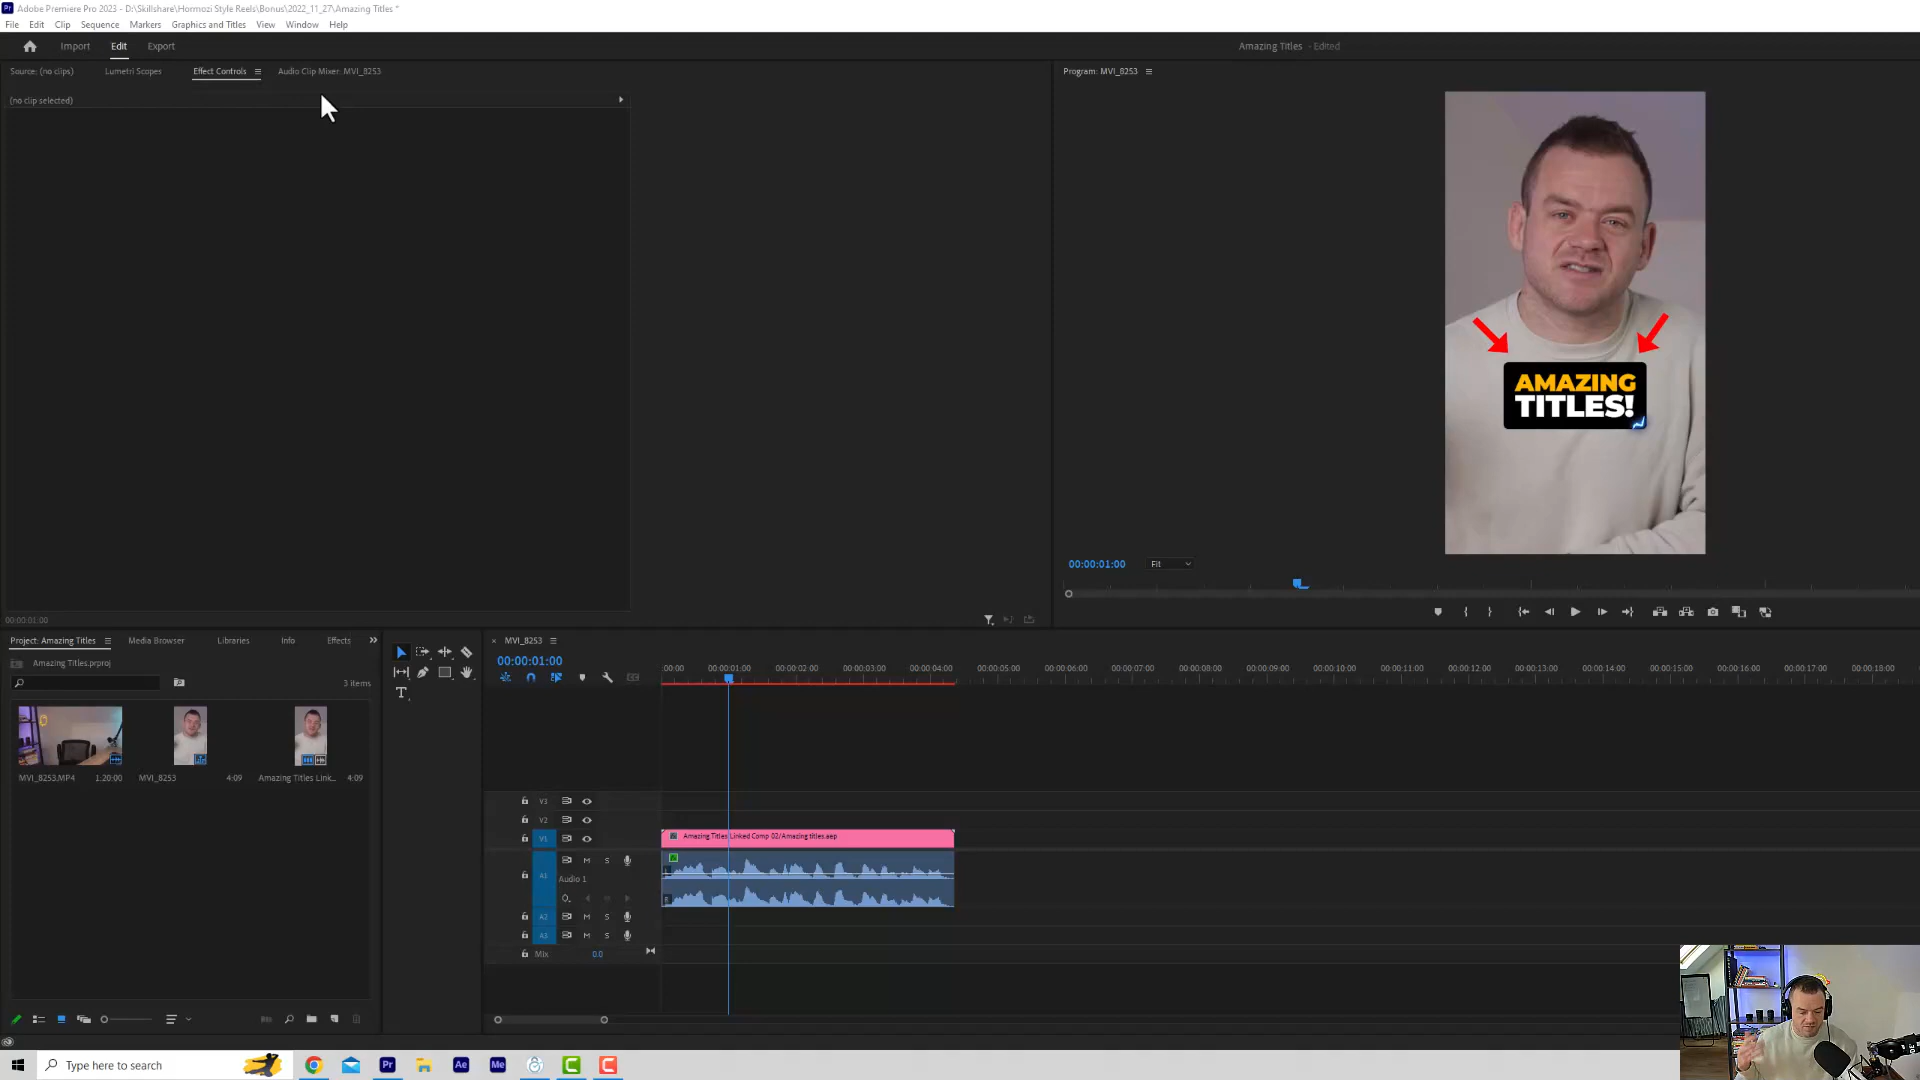 Adobe Premiere Pro 2023 - D:\Skillshare\Hormozi Style Reels\Bonus\2022_11_27\Amazing Titles *
File Edit Clip Sequence Markers Graphics and Titles View Window Help
Import Edit Export
Amazing Titles - Edited
Source: (no clips) Lumetri Scopes Effect Controls Audio Clip Mixer: MVI_8253
Program: MVI_8253
(no clip selected)
AMAZING
TITLES!
00:00:01:00 Fit
00:00:01:00
Project: Amazing Titles Media Browser Libraries Info Effects
MVI_8253
Amazing Titles.prproj
00:00:01:00
:00:00 00:00:01:00 00:00:02:00 00:00:03:00 00:00:04:00 00:00:05:00 00:00:06:00 00:00:07:00 00:00:08:00 00:00:09:00 00:00:10:00 00:00:11:00 00:00:12:00 00:00:13:00 00:00:14:00 00:00:15:00 00:00:16:00 00:00:17:00 00:00:18:00
3 items
T
MVI_8253.MP4 1:20:00 MVI_8253 4:09 Amazing Titles Link... 4:09
V3
V2
V1 Amazing Titles Linked Comp 02/Amazing titles.aep
M S
A1 Audio 1
A2 M S
A3 M S
Mix 0.0
Type here to search
Pr Ae Me